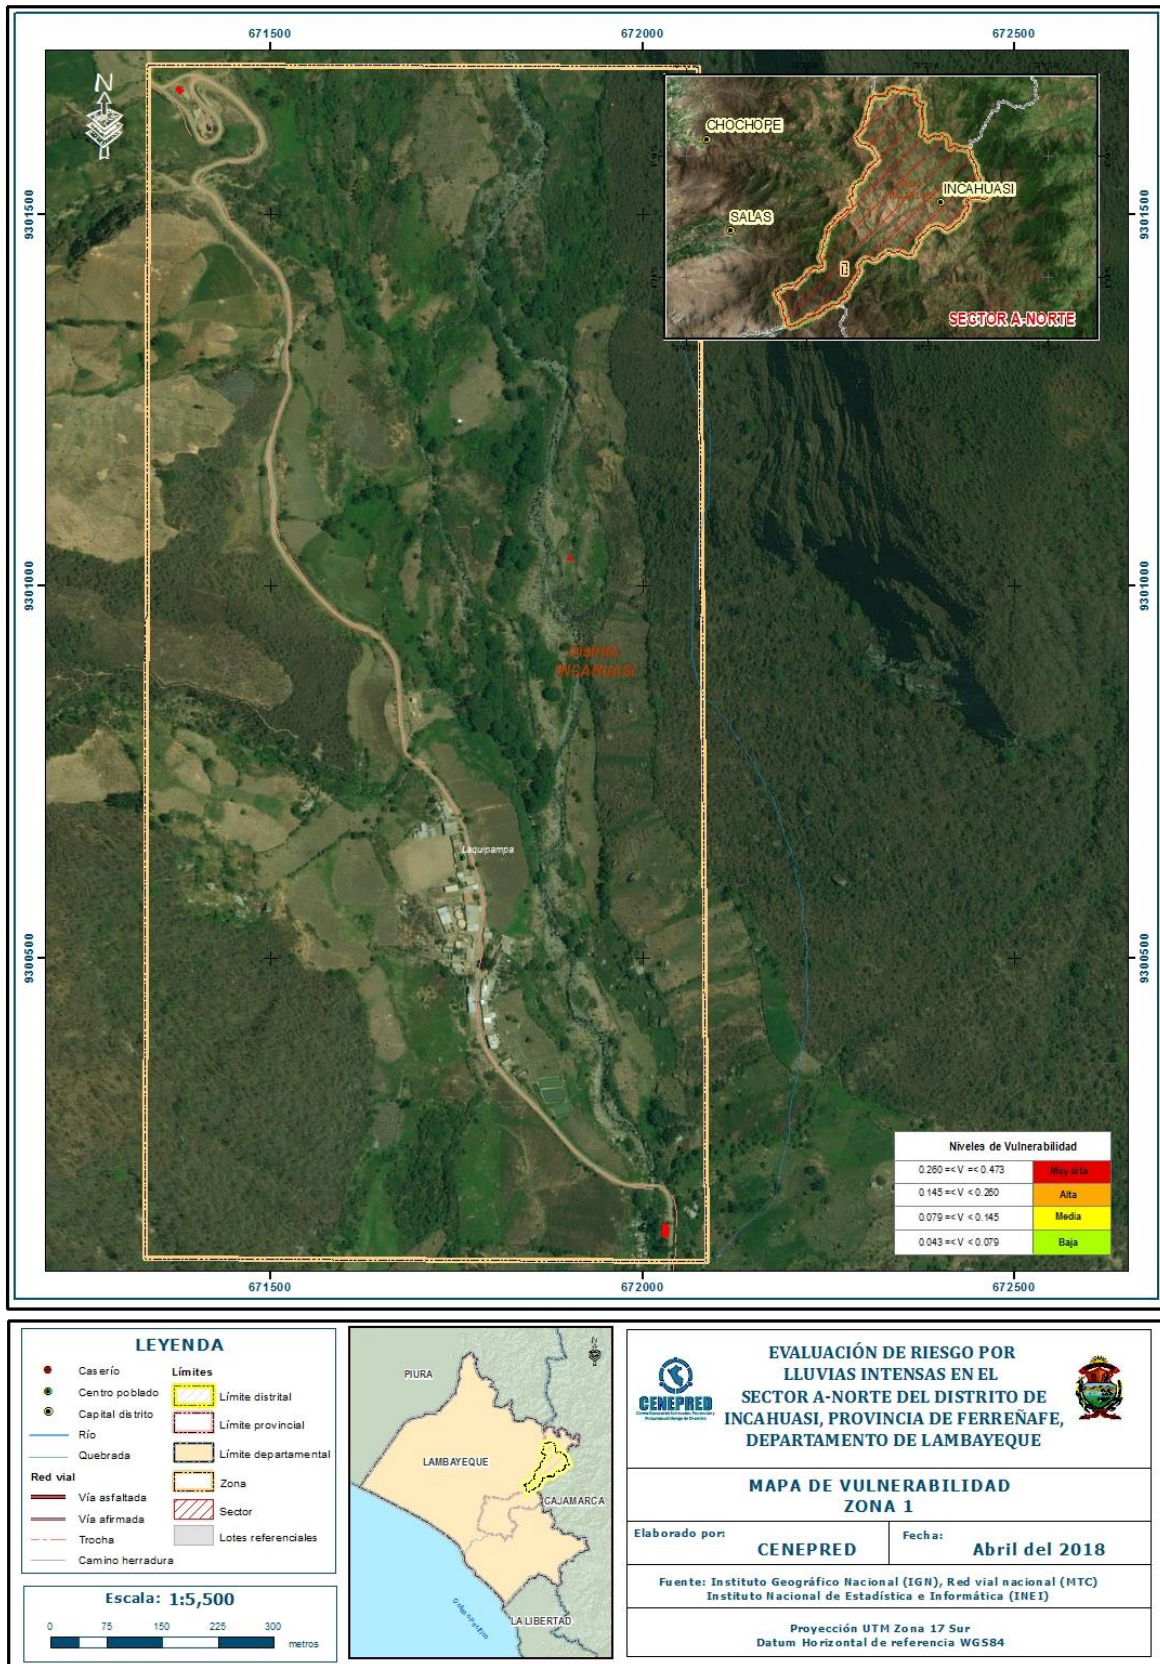 671500
672000
672500
N
CHOCHOPE
INCAHUASI
SALAS
SECTOR A-NORTE
9301500
9301500
9301000
9301000
Distrito
INCAHUASI
Laquipampa
9300500
9300500
Niveles de Vulnerabilidad
0.260 =< V =< 0.473 Muy alta
0.145 =< V < 0.260 Alta
0.079 =< V < 0.145 Media
0.043 =< V < 0.079 Baja
671500
672000
672500
LEYENDA
Caserío
Centro poblado
Capital distrito
Río
Quebrada
Red vial
Vía asfaltada
Vía afirmada
Trocha
Camino herradura
Límites
Límite distrital
Límite provincial
Límite departamental
Zona
Sector
Lotes referenciales
Escala: 1:5,500
0 75 150 225 300
metros
N
PIURA
LAMBAYEQUE
CAJAMARCA
LA LIBERTAD
Océano Pacífico
CENEPRED
EVALUACIÓN DE RIESGO POR
LLUVIAS INTENSAS EN EL
SECTOR A-NORTE DEL DISTRITO DE
INCAHUASI, PROVINCIA DE FERREÑAFE,
DEPARTAMENTO DE LAMBAYEQUE
MAPA DE VULNERABILIDAD
ZONA 1
Elaborado por:
CENEPRED
Fecha:
Abril del 2018
Fuente: Instituto Geográfico Nacional (IGN), Red vial nacional (MTC)
Instituto Nacional de Estadística e Informática (INEI)
Proyección UTM Zona 17 Sur
Datum Horizontal de referencia WGS84